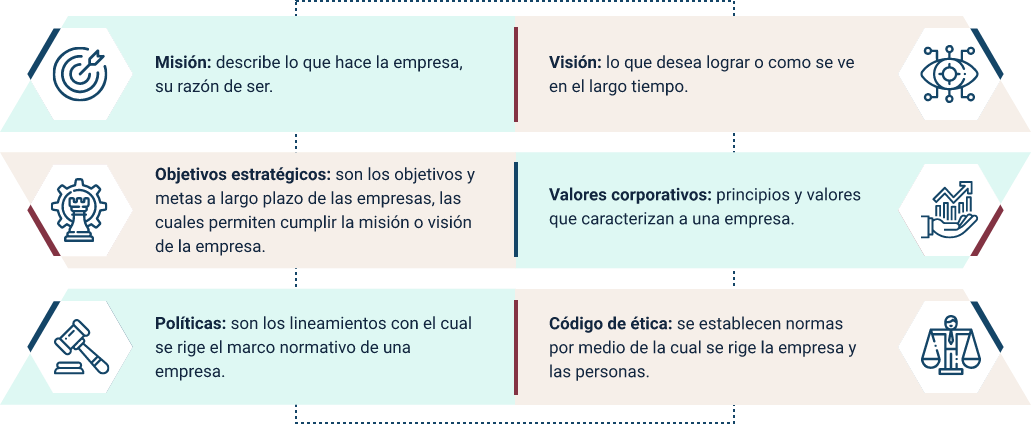 Misión: describe lo que hace la empresa,
su razón de ser.
Visión: lo que desea lograr o como se ve
en el largo tiempo.
Objetivos estratégicos: son los objetivos y
metas a largo plazo de las empresas, las
cuales permiten cumplir la misión o visión
de la empresa.
Valores corporativos: principios y valores
que caracterizan a una empresa.
Políticas: son los lineamientos con el cual
se rige el marco normativo de una
empresa.
Código de ética: se establecen normas
por medio de la cual se rige la empresa y
las personas.